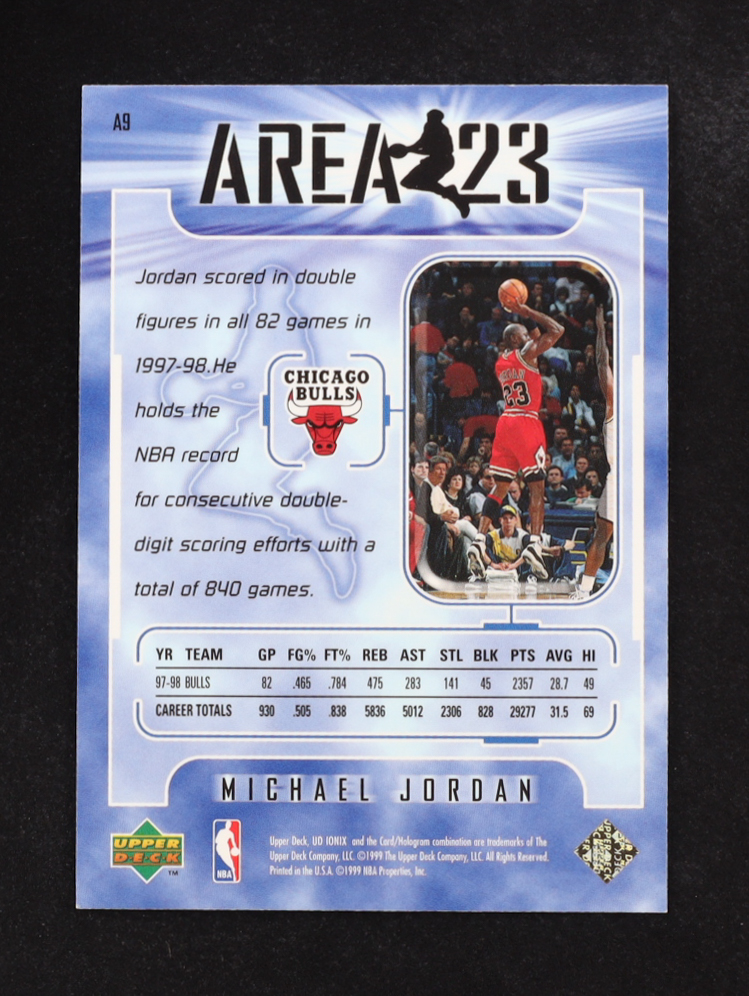 A9
AREA 23
Jordan scored in double
figures in all 82 games in
1997-98.He
holds the
NBA record
for consecutive double-
digit scoring efforts with a
total of 840 games.
CHICAGO
BULLS
JORDAN
23
YR TEAM GP FG% FT% REB AST STL BLK PTS AVG HI
97-98 BULLS 82 .465 .784 475 283 141 45 2357 28.7 49
CAREER TOTALS 930 .505 .838 5836 5012 2306 828 29277 31.5 69
MICHAEL JORDAN
UPPER
DECK
TM
NBA
Upper Deck, UD IONIX and the Card/Hologram combination are trademarks of The
Upper Deck Company, LLC. ©1999 The Upper Deck Company, LLC. All Rights Reserved.
Printed in the U.S.A. ©1999 NBA Properties, Inc.